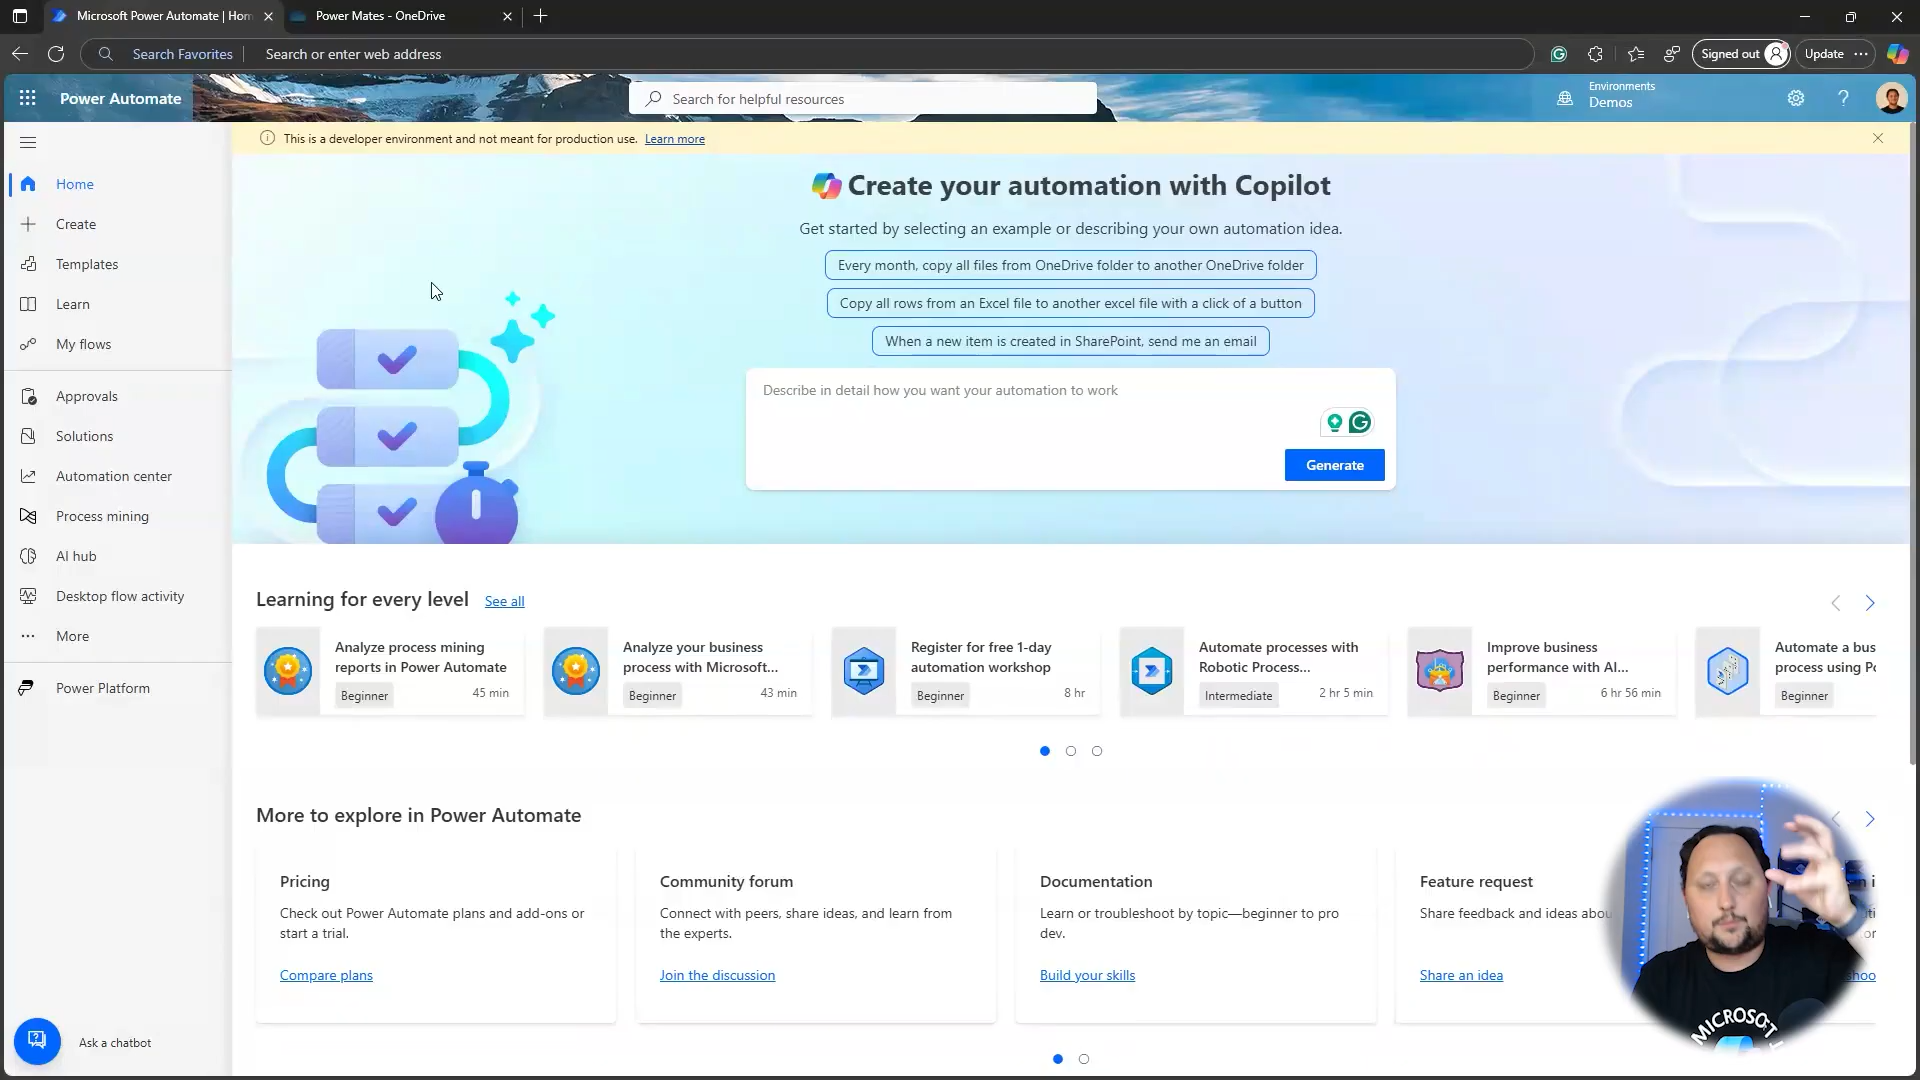 Microsoft Power Automate | Hom
Power Mates - OneDrive
Search Favorites
Search or enter web address
Signed out
Update
Power Automate
Search for helpful resources
Environments
Demos
This is a developer environment and not meant for production use. Learn more
Home
Create
Templates
Learn
My flows
Approvals
Solutions
Automation center
Process mining
AI hub
Desktop flow activity
More
Power Platform
Ask a chatbot
Create your automation with Copilot
Get started by selecting an example or describing your own automation idea.
Every month, copy all files from OneDrive folder to another OneDrive folder
Copy all rows from an Excel file to another excel file with a click of a button
When a new item is created in SharePoint, send me an email
Describe in detail how you want your automation to work
Generate
Learning for every level See all
Analyze process mining
reports in Power Automate
Beginner 45 min
Analyze your business
process with Microsoft...
Beginner 43 min
Register for free 1-day
automation workshop
Beginner 8 hr
Automate processes with
Robotic Process...
Intermediate 2 hr 5 min
Improve business
performance with AI...
Beginner 6 hr 56 min
Automate a bus
process using Po
Beginner
More to explore in Power Automate
Pricing
Check out Power Automate plans and add-ons or
start a trial.
Compare plans
Community forum
Connect with peers, share ideas, and learn from
the experts.
Join the discussion
Documentation
Learn or troubleshoot by topic—beginner to pro
dev.
Build your skills
Feature request
Share feedback and ideas abou
Share an idea
MICROSOFT